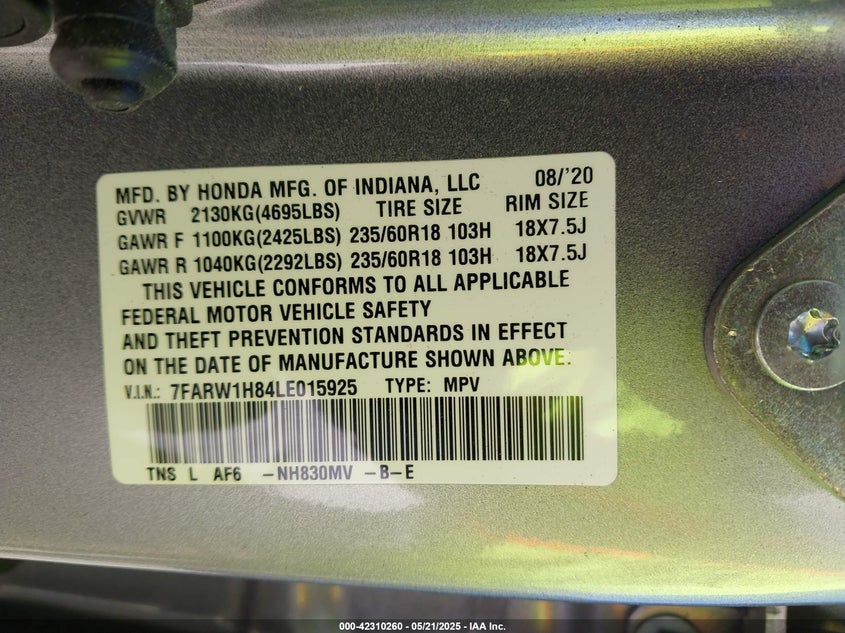 MFD. BY HONDA MFG. OF INDIANA, LLC 08/'20
GVWR 2130KG(4695LBS) TIRE SIZE RIM SIZE
GAWR F 1100KG(2425LBS) 235/60R18 103H 18X7.5J
GAWR R 1040KG(2292LBS) 235/60R18 103H 18X7.5J
THIS VEHICLE CONFORMS TO ALL APPLICABLE
FEDERAL MOTOR VEHICLE SAFETY
AND THEFT PREVENTION STANDARDS IN EFFECT
ON THE DATE OF MANUFACTURE SHOWN ABOVE.
V.I.N.: 7FARW1H84LE015925 TYPE: MPV
TNS L AF6 -NH830MV -B-E
000-42310260 - 05/21/2025 - IAA Inc.